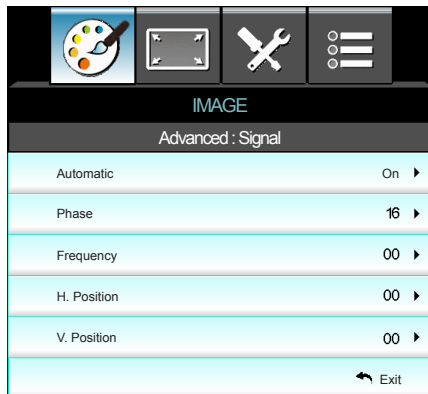 IMAGE
Advanced : Signal
Automatic On
Phase 16
Frequency 00
H. Position 00
V. Position 00
Exit